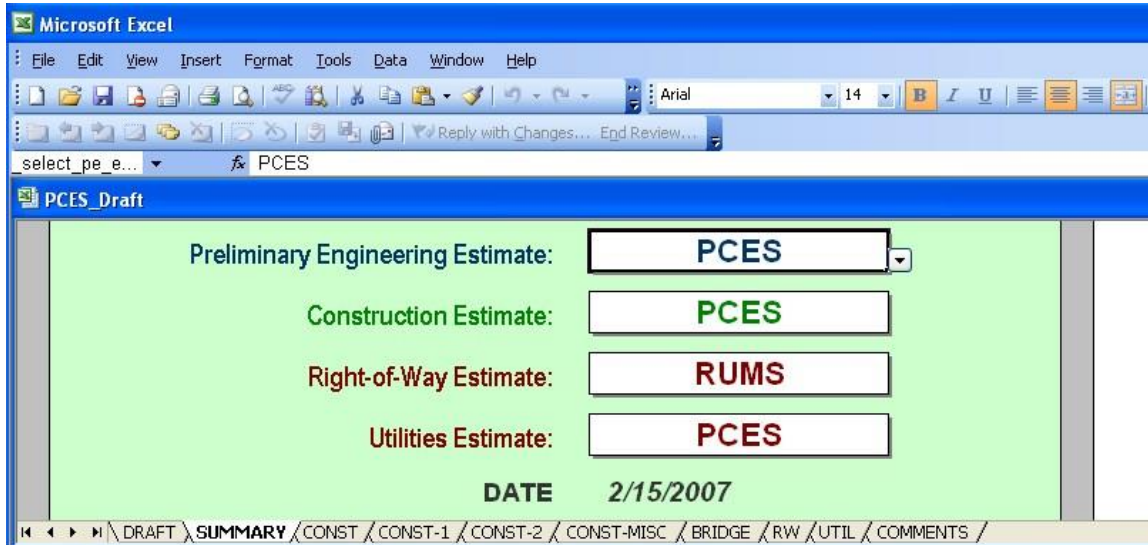 Microsoft Excel
File Edit View Insert Format Tools Data Window Help
ABC Arial 14 B I U
Reply with Changes... End Review...
_select_pe_e... fx PCES
PCES_Draft
Preliminary Engineering Estimate: PCES
Construction Estimate: PCES
Right-of-Way Estimate: RUMS
Utilities Estimate: PCES
DATE 2/15/2007
DRAFT SUMMARY CONST CONST-1 CONST-2 CONST-MISC BRIDGE RW UTIL COMMENTS